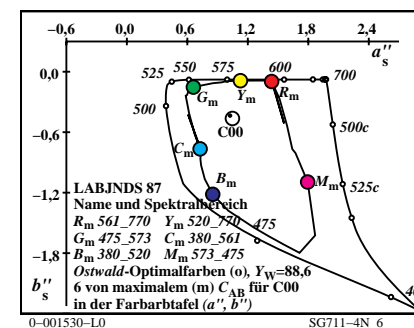 −0,6 0,0 0,6 1,2 1,8 2,4
a''s
525 550 575 600 700
0,0
Gm Ym Rm
500
C00
500c
−0,6
Cm
Bm Mm 525c
−1,2
LABJNDS 87
Name und Spektralbereich
Rm 561_770 Ym 520_770
Gm 475_573 Cm 380_561 475
Bm 380_520 Mm 573_475
−1,8
Ostwald-Optimalfarben (o), YW=88,6
b''s
6 von maximalem (m) CAB für C00
in der Farbarbtafel (a'', b'')
0–001530–L0 SG711–4N 6